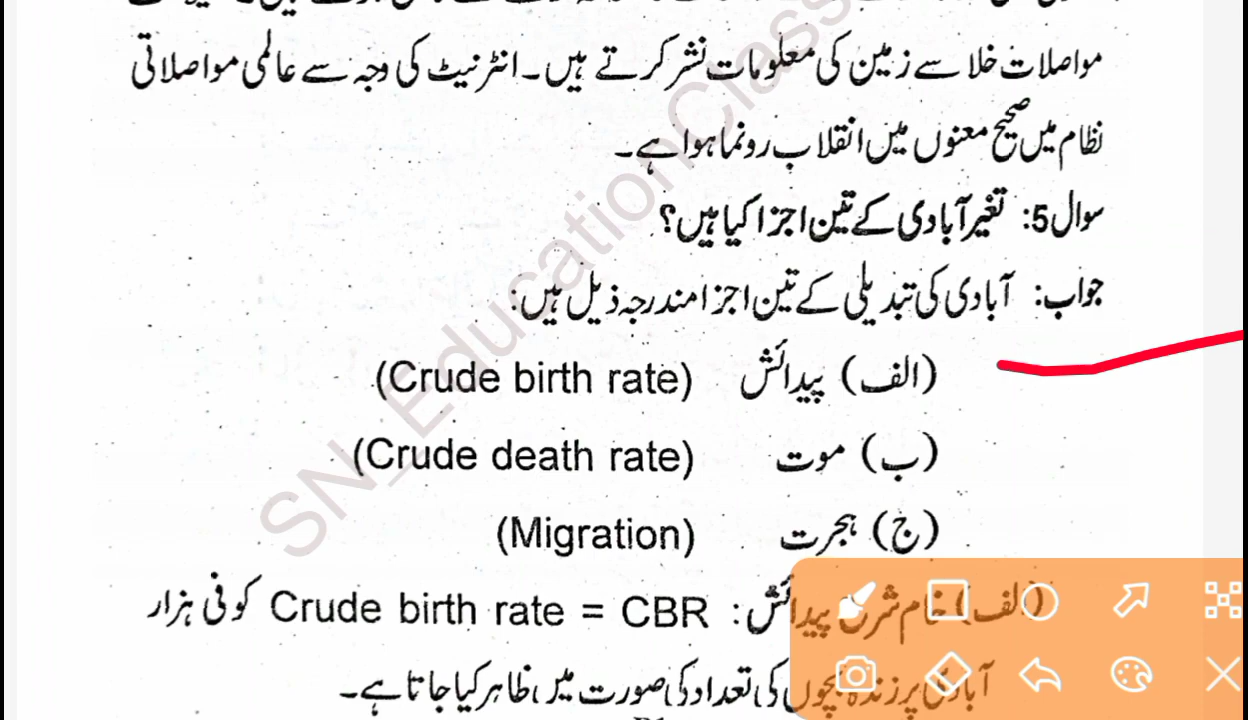 مواصلات خلا سے زمین کی معلومات نشر کرتے ہیں۔ انٹرنیٹ کی وجہ سے عالمی مواصلاتی
نظام میں صحیح معنوں میں انقلاب رونما ہوا ہے۔
سوال 5: تغیر آبادی کے تین اجزا کیا ہیں؟
جواب: آبادی کی تبدیلی کے تین اجزا مندرجہ ذیل ہیں:
(الف) پیدائش (Crude birth rate)
(ب) موت (Crude death rate)
(ج) ہجرت (Migration)
(الف) خام شرح پیدائش: Crude birth rate = CBR کو فی ہزار
آبادی پر زندہ بچوں کی تعداد کی صورت میں ظاہر کیا جاتا ہے۔
SN_Education Class